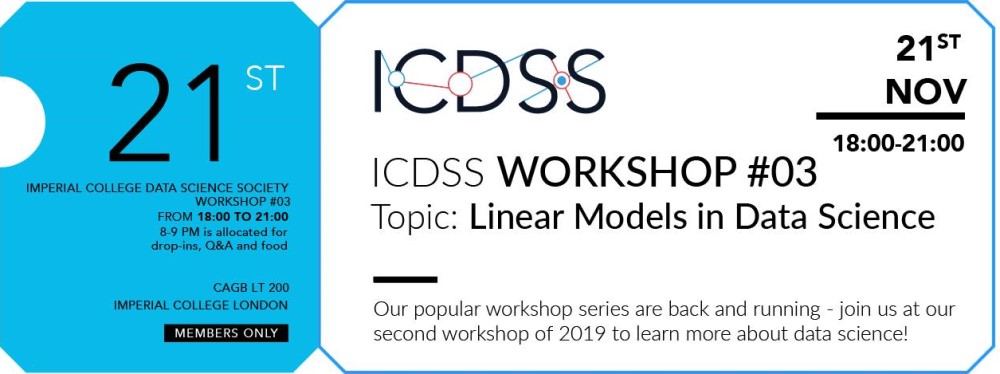 21ST
IMPERIAL COLLEGE DATA SCIENCE SOCIETY
WORKSHOP #03
FROM 18:00 TO 21:00
8-9 PM is allocated for
drop-ins, Q&A and food
CAGB LT 200
IMPERIAL COLLEGE LONDON
MEMBERS ONLY
ICDSS
21ST
NOV
18:00-21:00
ICDSS WORKSHOP #03
Topic: Linear Models in Data Science
Our popular workshop series are back and running - join us at our
second workshop of 2019 to learn more about data science!